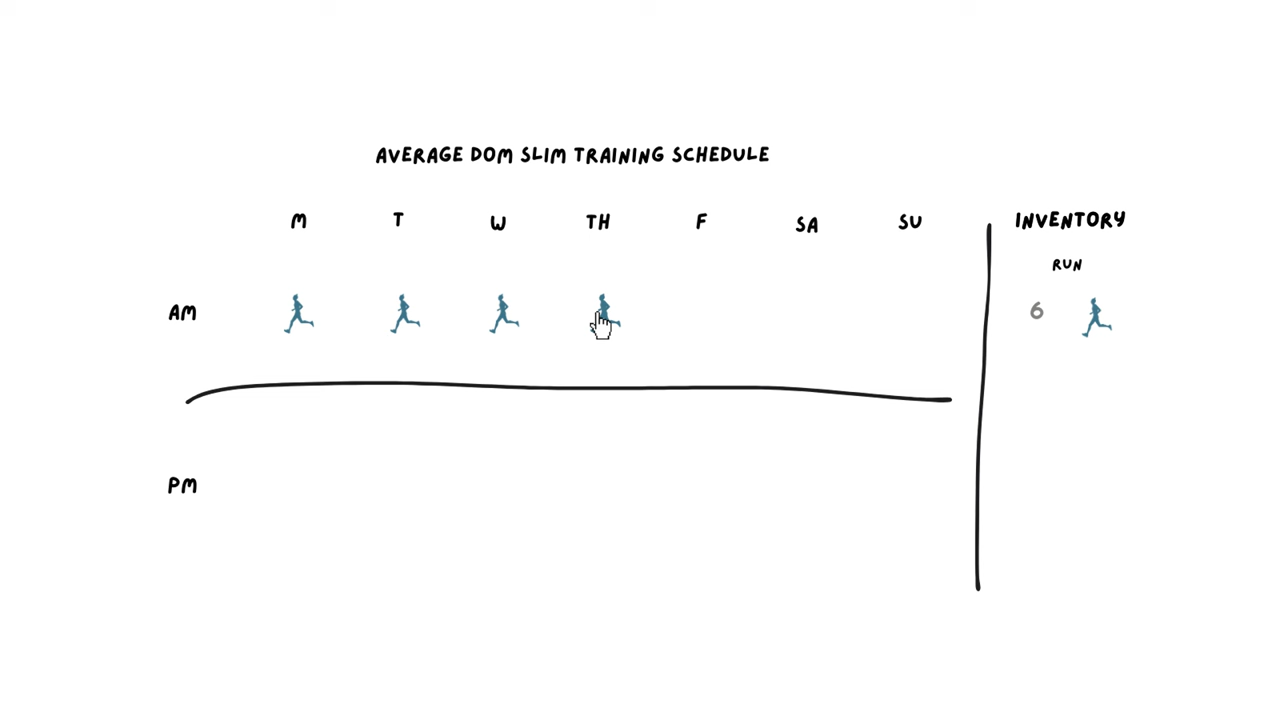 AVERAGE DOM SLIM TRAINING SCHEDULE
M T W TH F SA SU
INVENTORY
RUN
AM
6
PM